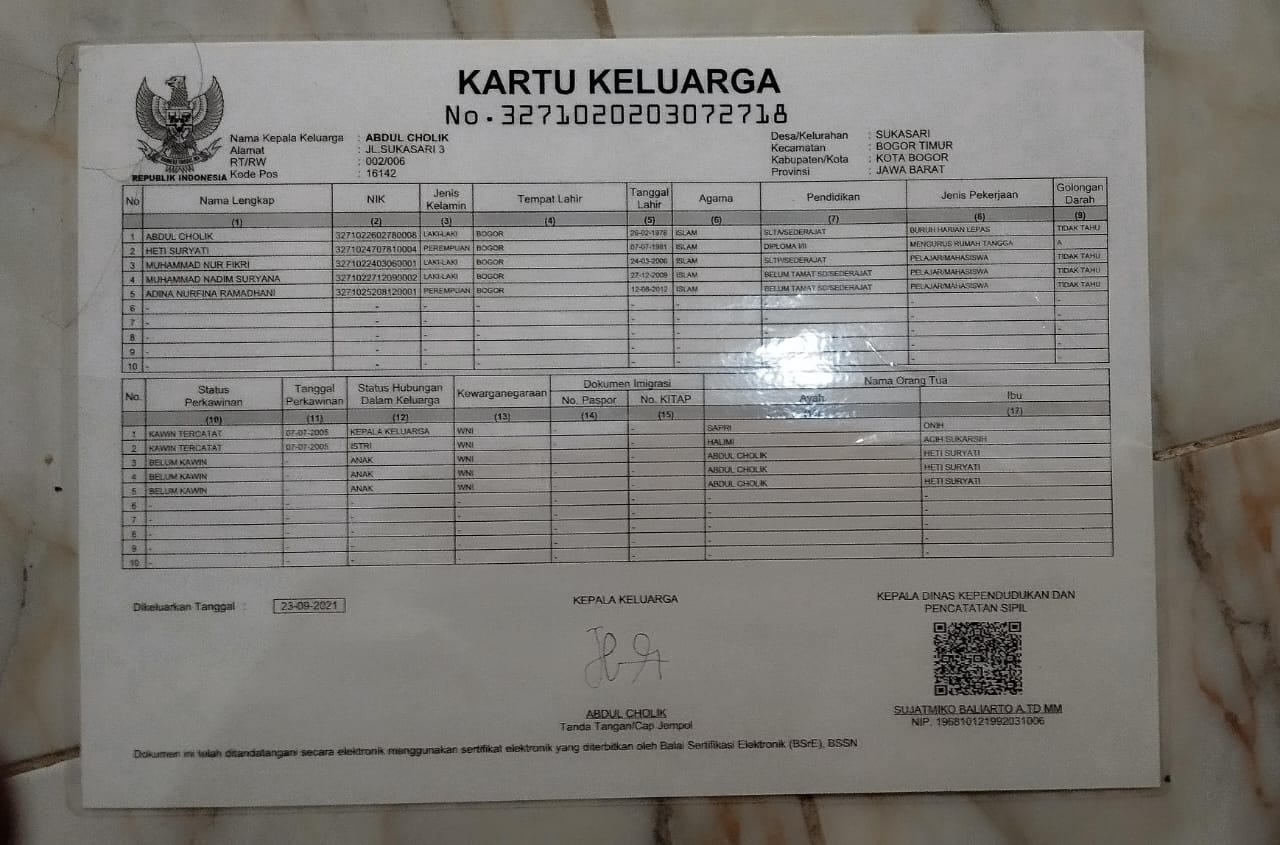 KARTU KELUARGA
No.3271020203072718
REPUBLIK INDONESIA
Nama Kepala Keluarga : ABDUL CHOLIK
Alamat : JL.SUKASARI 3
RT/RW : 002/006
Kode Pos : 16142
Desa/Kelurahan : SUKASARI
Kecamatan : BOGOR TIMUR
Kabupaten/Kota : KOTA BOGOR
Provinsi : JAWA BARAT
No Nama Lengkap NIK Jenis Kelamin Tempat Lahir Tanggal Lahir Agama Pendidikan Jenis Pekerjaan Golongan Darah
(1) (2) (3) (4) (5) (6) (7) (8) (9)
1 ABDUL CHOLIK 3271022602780008 LAKI-LAKI BOGOR 26-02-1978 ISLAM SLTA/SEDERAJAT BURUH HARIAN LEPAS TIDAK TAHU
2 HETI SURYATI 3271024707810004 PEREMPUAN BOGOR 07-07-1981 ISLAM DIPLOMA I/II MENGURUS RUMAH TANGGA A
3 MUHAMMAD NUR FIKRI 3271022403060001 LAKI-LAKI BOGOR 24-03-2006 ISLAM SLTP/SEDERAJAT PELAJAR/MAHASISWA TIDAK TAHU
4 MUHAMMAD NADIM SURYANA 3271022712090002 LAKI-LAKI BOGOR 27-12-2009 ISLAM BELUM TAMAT SD/SEDERAJAT PELAJAR/MAHASISWA TIDAK TAHU
5 ADINA NURFINA RAMADHANI 3271025208120001 PEREMPUAN BOGOR 12-08-2012 ISLAM BELUM TAMAT SD/SEDERAJAT PELAJAR/MAHASISWA TIDAK TAHU
6 - - - - - - - - -
7 - - - - - - - - -
8 - - - - - - - - -
9 - - - - - - - - -
10 - - - - - - - - -
No. Status Perkawinan Tanggal Perkawinan Status Hubungan Dalam Keluarga Kewarganegaraan Dokumen Imigrasi Nama Orang Tua
No. Paspor No. KITAP Ayah Ibu
(10) (11) (12) (13) (14) (15) (17)
1 KAWIN TERCATAT 07-07-2005 KEPALA KELUARGA WNI - - SAPRI ONIH
2 KAWIN TERCATAT 07-07-2005 ISTRI WNI - - HALIMI ACIH SUKARSIH
3 BELUM KAWIN - ANAK WNI - - ABDUL CHOLIK HETI SURYATI
4 BELUM KAWIN - ANAK WNI - - ABDUL CHOLIK HETI SURYATI
5 BELUM KAWIN - ANAK WNI - - ABDUL CHOLIK HETI SURYATI
6 - - - - - - - -
7 - - - - - - - -
8 - - - - - - - -
9 - - - - - - - -
10 - - - - - - - -
Dikeluarkan Tanggal : 23-09-2021
KEPALA KELUARGA
ABDUL CHOLIK
Tanda Tangan/Cap Jempol
KEPALA DINAS KEPENDUDUKAN DAN
PENCATATAN SIPIL
SUJATMIKO BALIARTO A.TD MM
NIP. 196810121992031006
Dokumen ini telah ditandatangani secara elektronik menggunakan sertifikat elektronik yang diterbitkan oleh Balai Sertifikasi Elektronik (BSrE), BSSN